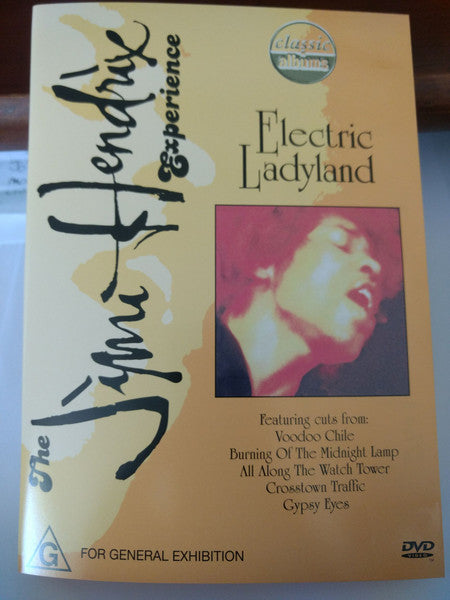 The
Jimi Hendrix
Experience
classic
albums
Electric
Ladyland
Featuring cuts from:
Voodoo Chile
Burning Of The Midnight Lamp
All Along The Watch Tower
Crosstown Traffic
Gypsy Eyes
G
FOR GENERAL EXHIBITION
DVD
VIDEO